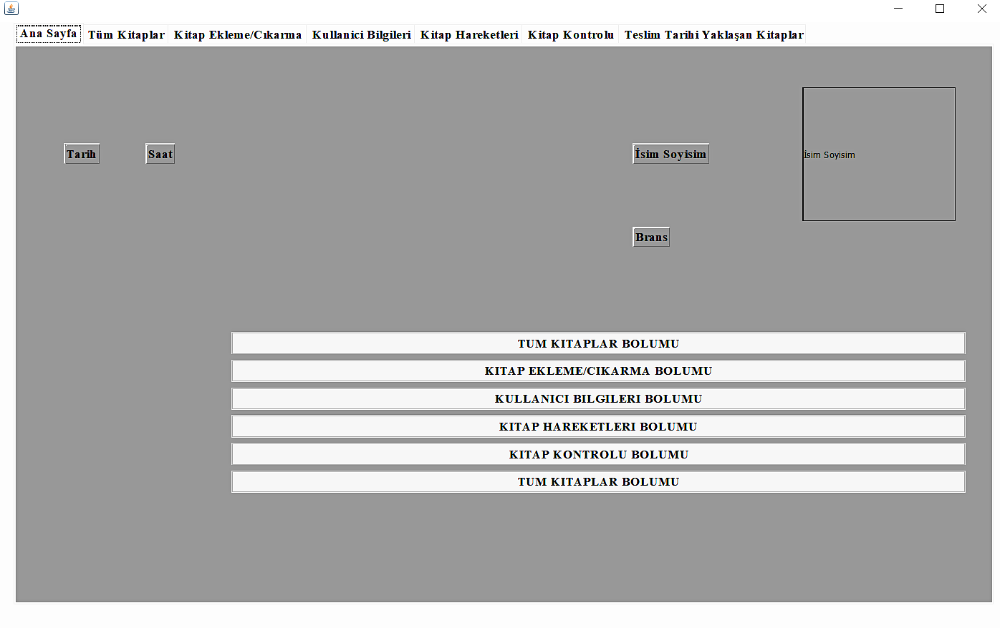 Ana Sayfa Tüm Kitaplar Kitap Ekleme/Cıkarma Kullanici Bilgileri Kitap Hareketleri Kitap Kontrolu Teslim Tarihi Yaklaşan Kitaplar
Tarih Saat İsim Soyisim İsim Soyisim
Brans
TUM KITAPLAR BOLUMU
KITAP EKLEME/CIKARMA BOLUMU
KULLANICI BILGILERI BOLUMU
KITAP HAREKETLERI BOLUMU
KITAP KONTROLU BOLUMU
TUM KITAPLAR BOLUMU